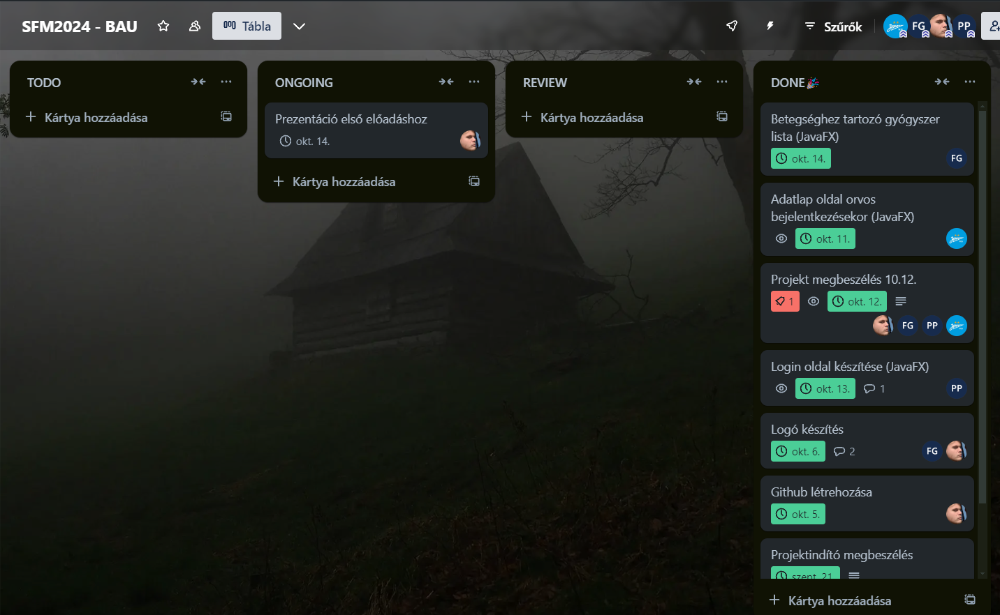 SFM2024 - BAU
Tábla
Szűrők
FG
PP
TODO
Kártya hozzáadása
ONGOING
Prezentáció első előadáshoz
okt. 14.
Kártya hozzáadása
REVIEW
Kártya hozzáadása
DONE🎉
Betegséghez tartozó gyógyszer
lista (JavaFX)
okt. 14.
FG
Adatlap oldal orvos
bejelentkezésekor (JavaFX)
okt. 11.
Projekt megbeszélés 10.12.
1 okt. 12.
FG PP
Login oldal készítése (JavaFX)
okt. 13. 1 PP
Logó készítés
okt. 6. 2 FG
Github létrehozása
okt. 5.
Projektindító megbeszélés
szept. 21.
Kártya hozzáadása